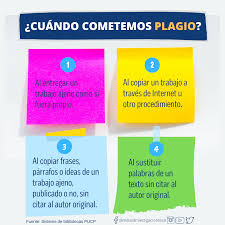 ¿CUÁNDO COMETEMOS PLAGIO?
1
Al entregar un
trabajo ajeno como si
fuera propio.
2
Al copiar un trabajo a
través de Internet u
otro procedimiento.
3
Al copiar frases,
párrafos o ideas de un
trabajo ajeno,
publicado o no, sin
citar al autor original.
4
Al sustituir
palabras de un
texto sin citar al
autor original.
Fuente: Sistema de bibliotecas PUCP